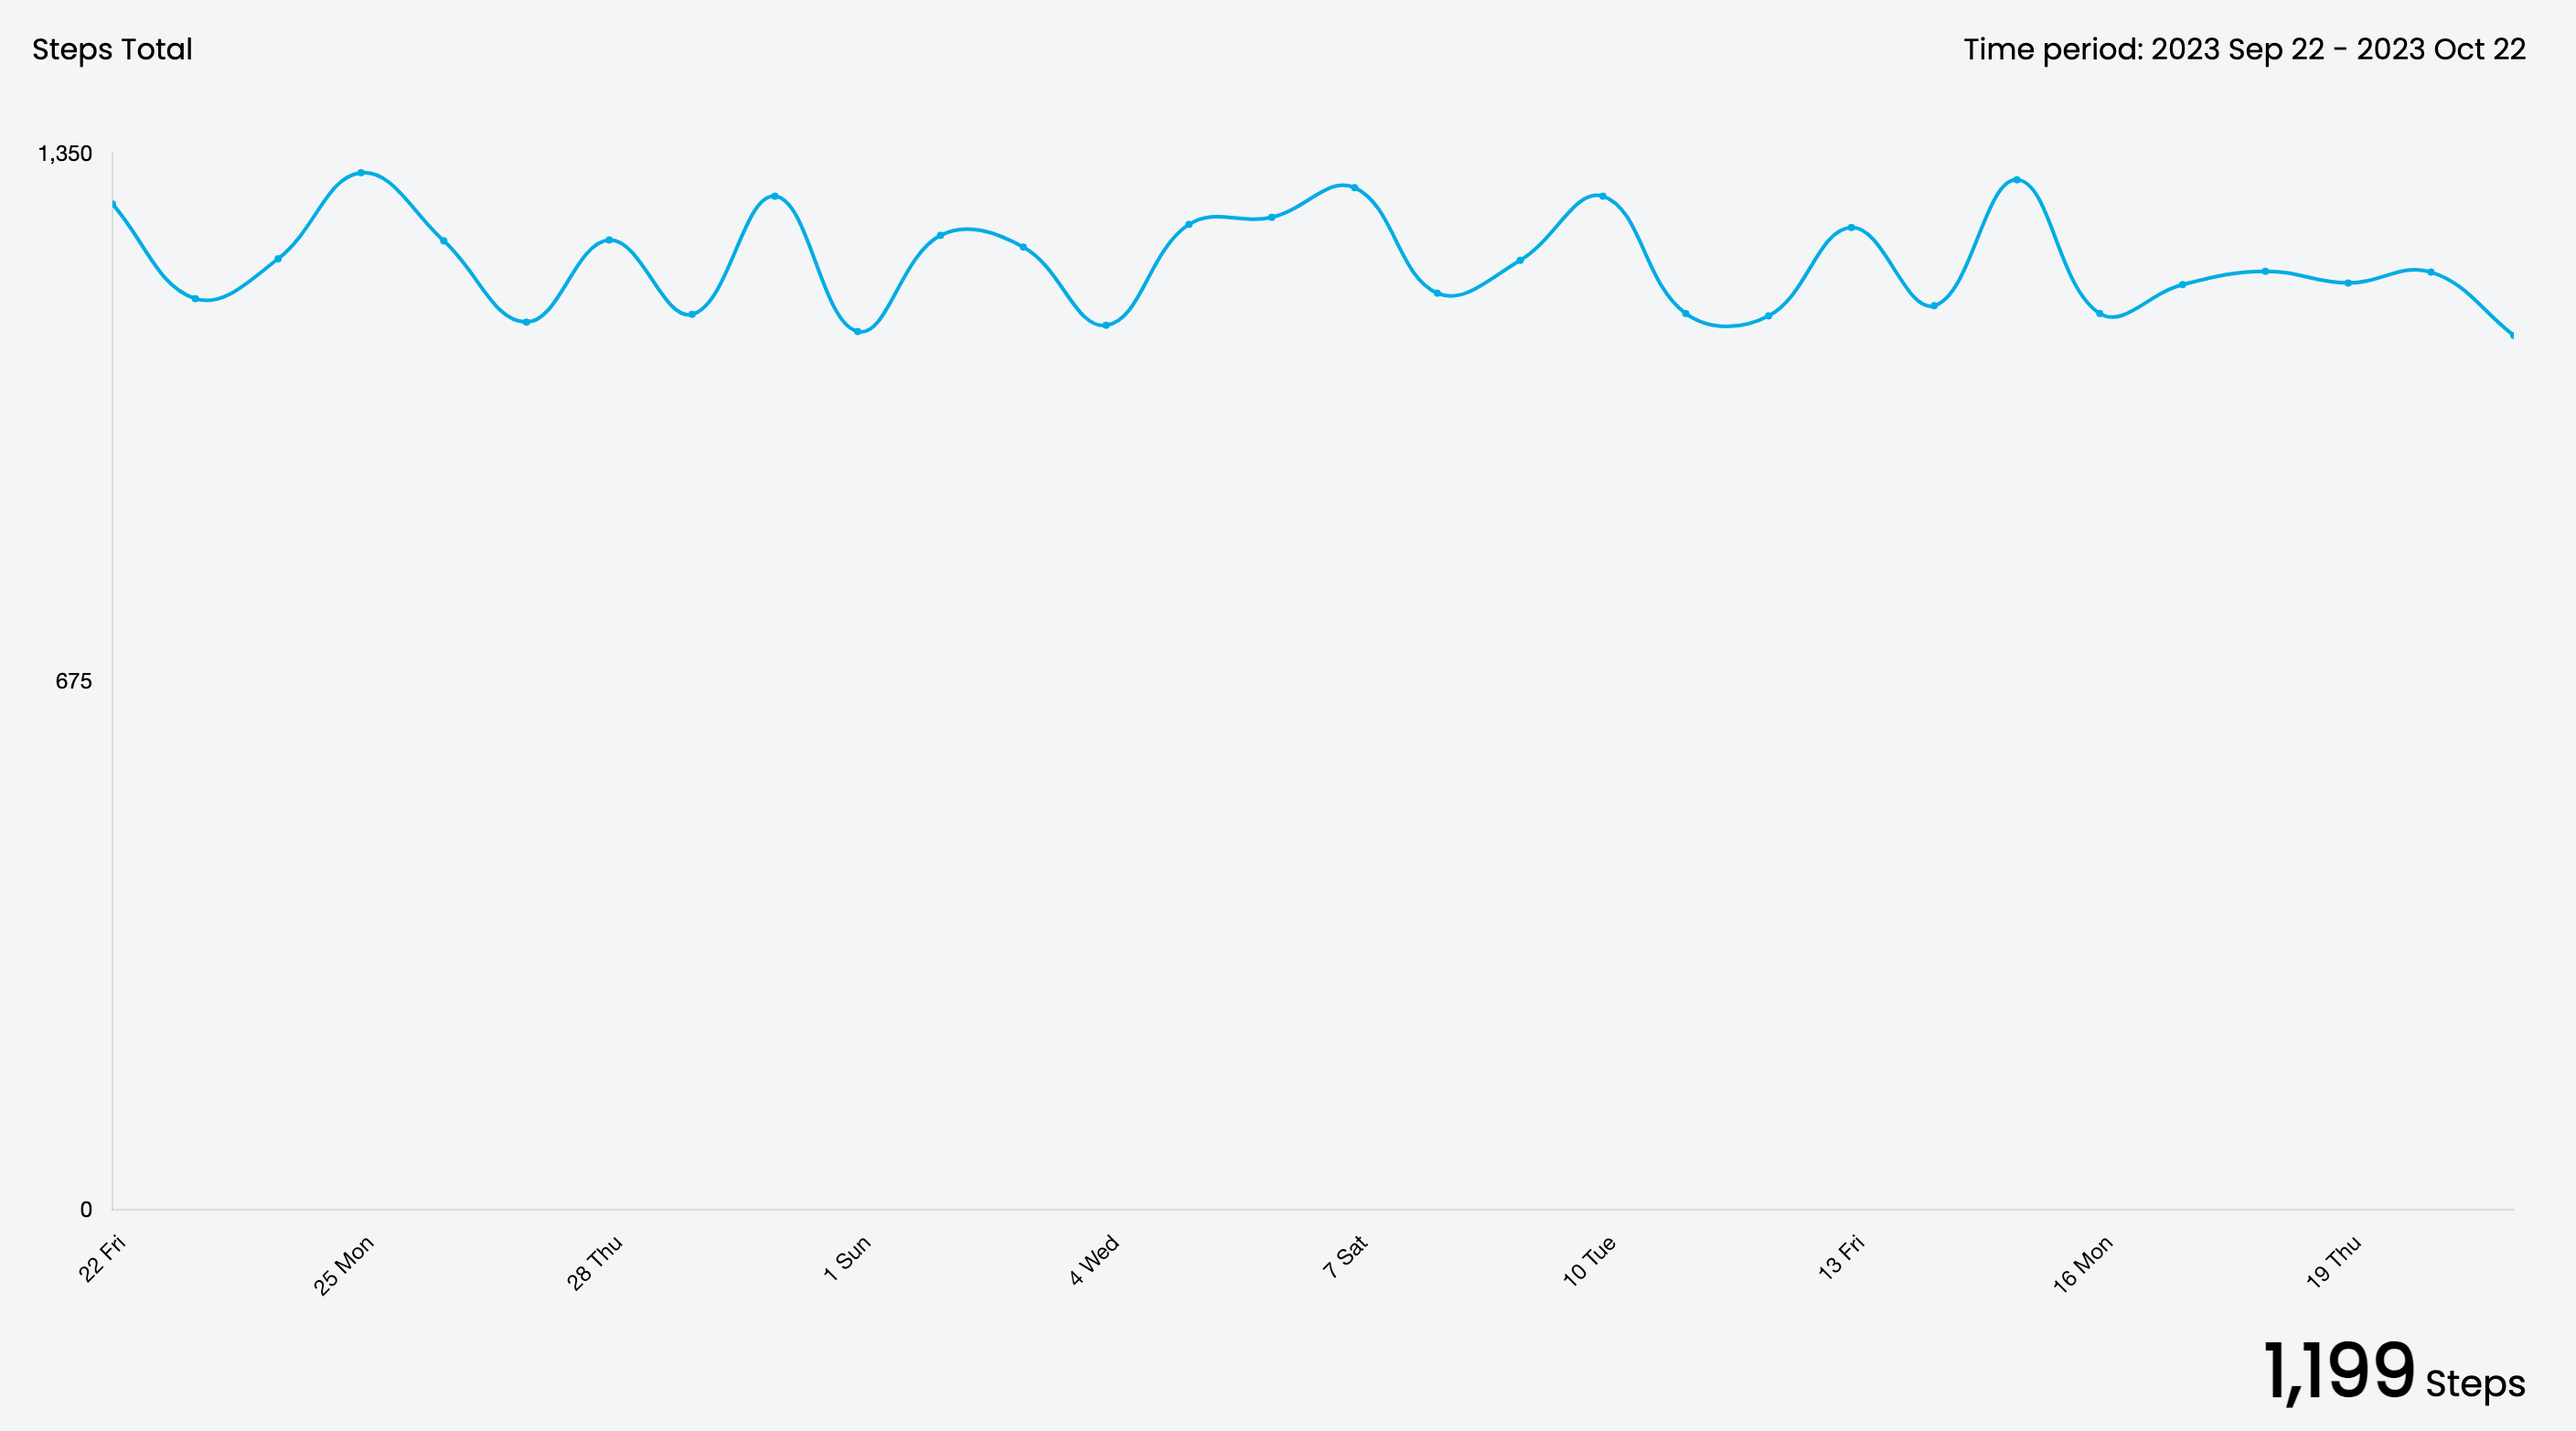 Steps Total
Time period: 2023 Sep 22 - 2023 Oct 22
1,350
675
0
22 Fri
25 Mon
28 Thu
1 Sun
4 Wed
7 Sat
10 Tue
13 Fri
16 Mon
19 Thu
1,199 Steps